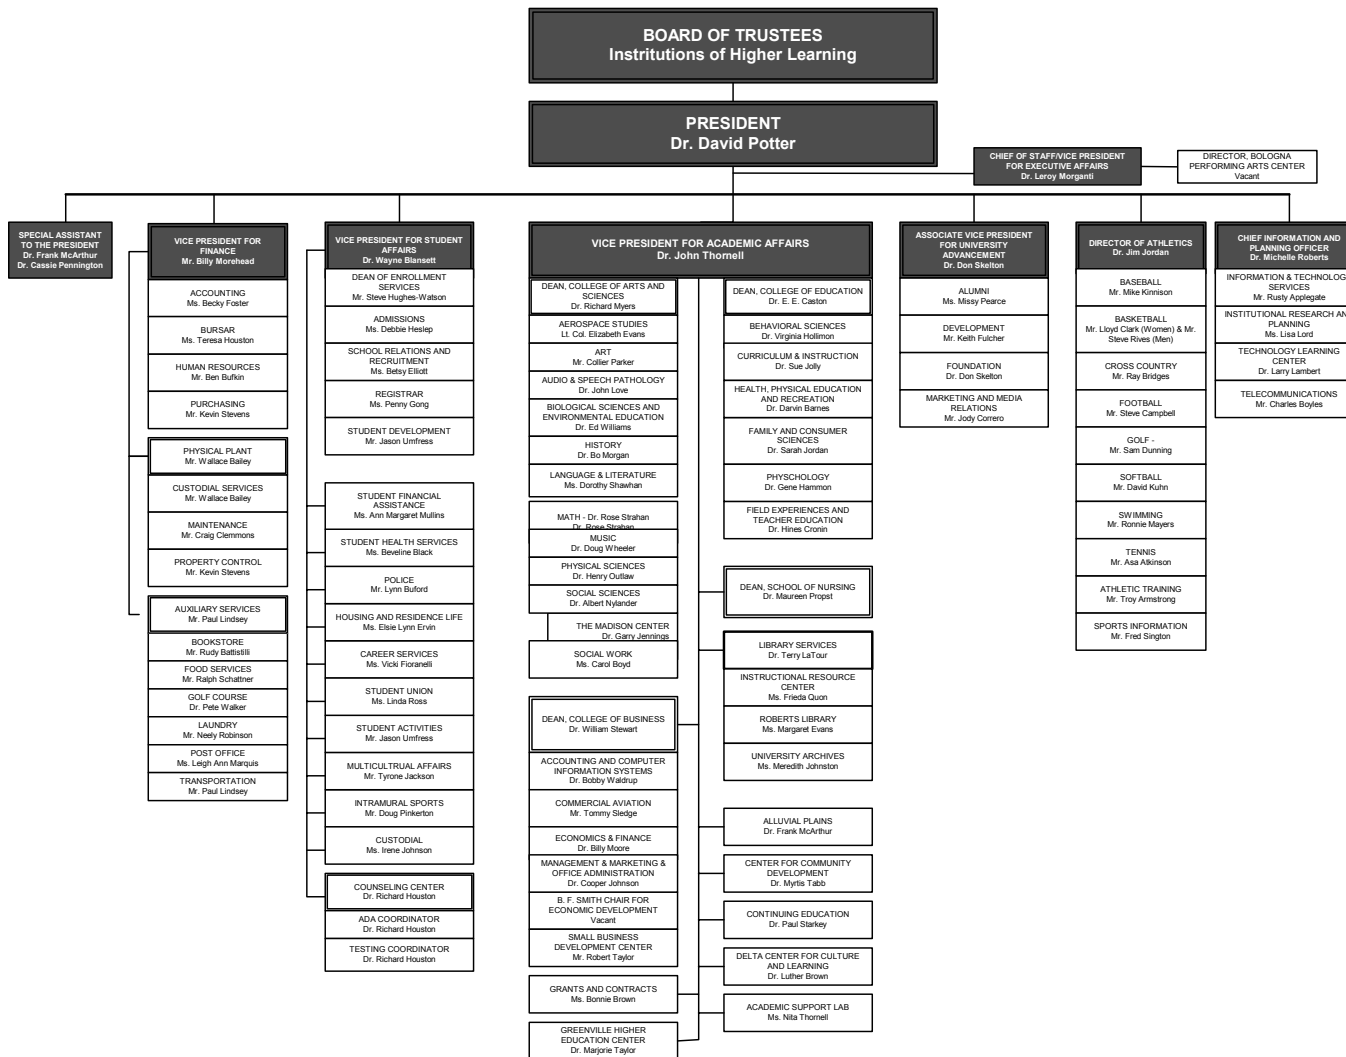 BOARD OF TRUSTEES
Instritutions of Higher Learning
PRESIDENT
Dr. David Potter
CHIEF OF STAFF/VICE PRESIDENT
FOR EXECUTIVE AFFAIRS
Dr. Leroy Morganti
DIRECTOR, BOLOGNA
PERFORMING ARTS CENTER
Vacant
SPECIAL ASSISTANT
TO THE PRESIDENT
Dr. Frank McArthur
Dr. Cassie Pennington
VICE PRESIDENT FOR
FINANCE
Mr. Billy Morehead
ACCOUNTING
Ms. Becky Foster
BURSAR
Ms. Teresa Houston
HUMAN RESOURCES
Mr. Ben Bufkin
PURCHASING
Mr. Kevin Stevens
PHYSICAL PLANT
Mr. Wallace Bailey
CUSTODIAL SERVICES
Mr. Wallace Bailey
MAINTENANCE
Mr. Craig Clemmons
PROPERTY CONTROL
Mr. Kevin Stevens
AUXILIARY SERVICES
Mr. Paul Lindsey
BOOKSTORE
Mr. Rudy Battistilli
FOOD SERVICES
Mr. Ralph Schattner
GOLF COURSE
Dr. Pete Walker
LAUNDRY
Mr. Neely Robinson
POST OFFICE
Ms. Leigh Ann Marquis
TRANSPORTATION
Mr. Paul Lindsey
VICE PRESIDENT FOR STUDENT
AFFAIRS
Dr. Wayne Blansett
DEAN OF ENROLLMENT
SERVICES
Mr. Steve Hughes-Watson
ADMISSIONS
Ms. Debbie Heslep
SCHOOL RELATIONS AND
RECRUITMENT
Ms. Betsy Elliott
REGISTRAR
Ms. Penny Gong
STUDENT DEVELOPMENT
Mr. Jason Umfress
STUDENT FINANCIAL
ASSISTANCE
Ms. Ann Margaret Mullins
STUDENT HEALTH SERVICES
Ms. Beveline Black
POLICE
Mr. Lynn Buford
HOUSING AND RESIDENCE LIFE
Ms. Elsie Lynn Ervin
CAREER SERVICES
Ms. Vicki Fioranelli
STUDENT UNION
Ms. Linda Ross
STUDENT ACTIVITIES
Mr. Jason Umfress
MULTICULTRUAL AFFAIRS
Mr. Tyrone Jackson
INTRAMURAL SPORTS
Mr. Doug Pinkerton
CUSTODIAL
Ms. Irene Johnson
COUNSELING CENTER
Dr. Richard Houston
ADA COORDINATOR
Dr. Richard Houston
TESTING COORDINATOR
Dr. Richard Houston
VICE PRESIDENT FOR ACADEMIC AFFAIRS
Dr. John Thornell
DEAN, COLLEGE OF ARTS AND
SCIENCES
Dr. Richard Myers
AEROSPACE STUDIES
Lt. Col. Elizabeth Evans
ART
Mr. Collier Parker
AUDIO & SPEECH PATHOLOGY
Dr. John Love
BIOLOGICAL SCIENCES AND
ENVIRONMENTAL EDUCATION
Dr. Ed Williams
HISTORY
Dr. Bo Morgan
LANGUAGE & LITERATURE
Ms. Dorothy Shawhan
MATH - Dr. Rose Strahan
Dr. Rose Strahan
MUSIC
Dr. Doug Wheeler
PHYSICAL SCIENCES
Dr. Henry Outlaw
SOCIAL SCIENCES
Dr. Albert Nylander
THE MADISON CENTER
Dr. Garry Jennings
SOCIAL WORK
Ms. Carol Boyd
DEAN, COLLEGE OF BUSINESS
Dr. William Stewart
ACCOUNTING AND COMPUTER
INFORMATION SYSTEMS
Dr. Bobby Waldrup
COMMERCIAL AVIATION
Mr. Tommy Sledge
ECONOMICS & FINANCE
Dr. Billy Moore
MANAGEMENT & MARKETING &
OFFICE ADMINISTRATION
Dr. Cooper Johnson
B. F. SMITH CHAIR FOR
ECONOMIC DEVELOPMENT
Vacant
SMALL BUSINESS
DEVELOPMENT CENTER
Mr. Robert Taylor
GRANTS AND CONTRACTS
Ms. Bonnie Brown
GREENVILLE HIGHER
EDUCATION CENTER
Dr. Marjorie Taylor
DEAN, COLLEGE OF EDUCATION
Dr. E. E. Caston
BEHAVIORAL SCIENCES
Dr. Virginia Hollimon
CURRICULUM & INSTRUCTION
Dr. Sue Jolly
HEALTH, PHYSICAL EDUCATION
AND RECREATION
Dr. Darvin Barnes
FAMILY AND CONSUMER
SCIENCES
Dr. Sarah Jordan
PHYSCHOLOGY
Dr. Gene Hammon
FIELD EXPERIENCES AND
TEACHER EDUCATION
Dr. Hines Cronin
DEAN, SCHOOL OF NURSING
Dr. Maureen Propst
LIBRARY SERVICES
Dr. Terry LaTour
INSTRUCTIONAL RESOURCE
CENTER
Ms. Frieda Quon
ROBERTS LIBRARY
Ms. Margaret Evans
UNIVERSITY ARCHIVES
Ms. Meredith Johnston
ALLUVIAL PLAINS
Dr. Frank McArthur
CENTER FOR COMMUNITY
DEVELOPMENT
Dr. Myrtis Tabb
CONTINUING EDUCATION
Dr. Paul Starkey
DELTA CENTER FOR CULTURE
AND LEARNING
Dr. Luther Brown
ACADEMIC SUPPORT LAB
Ms. Nita Thornell
ASSOCIATE VICE PRESIDENT
FOR UNIVERSITY
ADVANCEMENT
Dr. Don Skelton
ALUMNI
Ms. Missy Pearce
DEVELOPMENT
Mr. Keith Fulcher
FOUNDATION
Dr. Don Skelton
MARKETING AND MEDIA
RELATIONS
Mr. Jody Correro
DIRECTOR OF ATHLETICS
Dr. Jim Jordan
BASEBALL
Mr. Mike Kinnison
BASKETBALL
Mr. Lloyd Clark (Women) & Mr.
Steve Rives (Men)
CROSS COUNTRY
Mr. Ray Bridges
FOOTBALL
Mr. Steve Campbell
GOLF -
Mr. Sam Dunning
SOFTBALL
Mr. David Kuhn
SWIMMING
Mr. Ronnie Mayers
TENNIS
Mr. Asa Atkinson
ATHLETIC TRAINING
Mr. Troy Armstrong
SPORTS INFORMATION
Mr. Fred Sington
CHIEF INFORMATION AND
PLANNING OFFICER
Dr. Michelle Roberts
INFORMATION & TECHNOLOGY
SERVICES
Mr. Rusty Applegate
INSTITUTIONAL RESEARCH AND
PLANNING
Ms. Lisa Lord
TECHNOLOGY LEARNING
CENTER
Dr. Larry Lambert
TELECOMMUNICATIONS
Mr. Charles Boyles